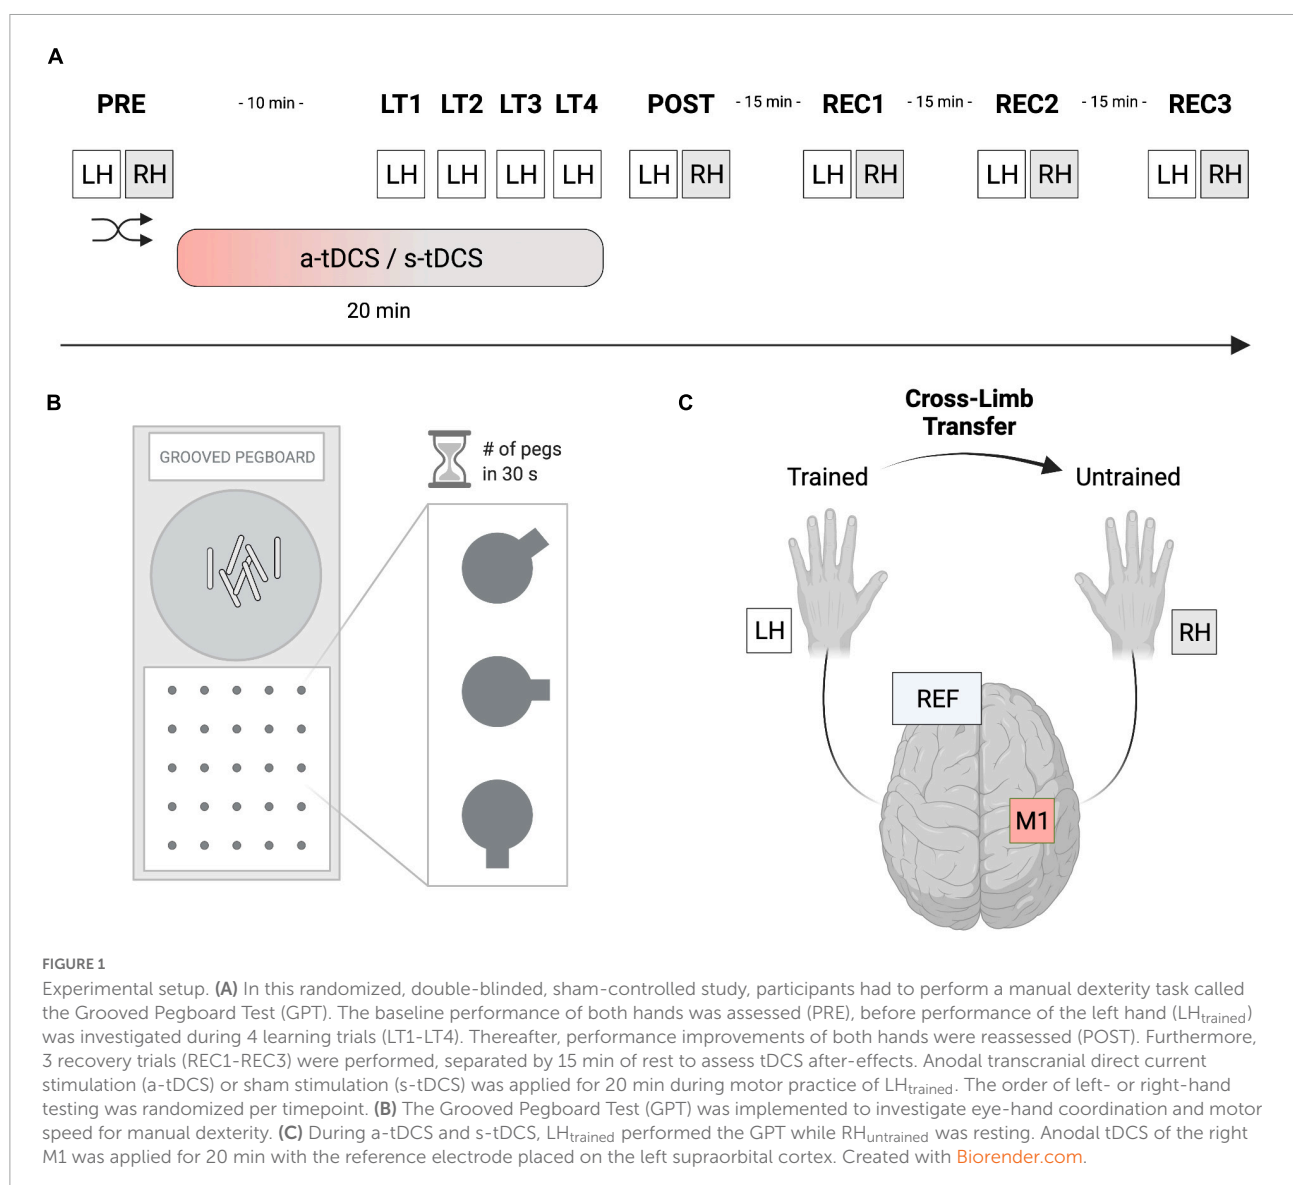 A
PRE - 10 min - LT1 LT2 LT3 LT4 POST - 15 min - REC1 - 15 min - REC2 - 15 min - REC3
LH RH LH LH LH LH LH RH LH RH LH RH LH RH
a-tDCS / s-tDCS
20 min
B
GROOVED PEGBOARD
# of pegs
in 30 s
C
Cross-Limb
Transfer
Trained Untrained
LH RH
REF
M1
FIGURE 1
Experimental setup. (A) In this randomized, double-blinded, sham-controlled study, participants had to perform a manual dexterity task called
the Grooved Pegboard Test (GPT). The baseline performance of both hands was assessed (PRE), before performance of the left hand (LHtrained)
was investigated during 4 learning trials (LT1-LT4). Thereafter, performance improvements of both hands were reassessed (POST). Furthermore,
3 recovery trials (REC1-REC3) were performed, separated by 15 min of rest to assess tDCS after-effects. Anodal transcranial direct current
stimulation (a-tDCS) or sham stimulation (s-tDCS) was applied for 20 min during motor practice of LHtrained. The order of left- or right-hand
testing was randomized per timepoint. (B) The Grooved Pegboard Test (GPT) was implemented to investigate eye-hand coordination and motor
speed for manual dexterity. (C) During a-tDCS and s-tDCS, LHtrained performed the GPT while RHuntrained was resting. Anodal tDCS of the right
M1 was applied for 20 min with the reference electrode placed on the left supraorbital cortex. Created with Biorender.com.